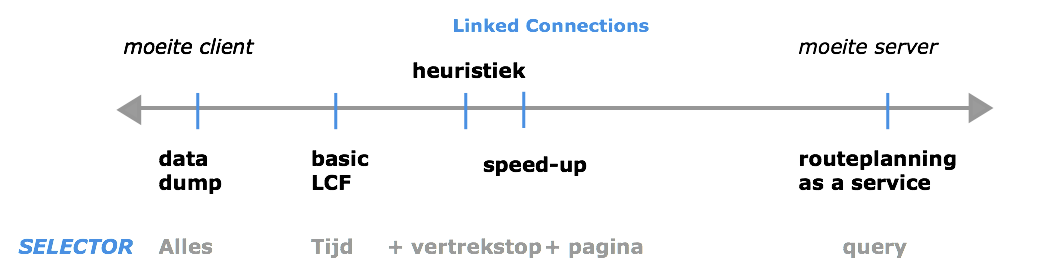 Linked Connections
moeite client
moeite server
heuristiek
data
dump
basic
LCF
speed-up
routeplanning
as a service
SELECTOR Alles Tijd + vertrekstop + pagina query